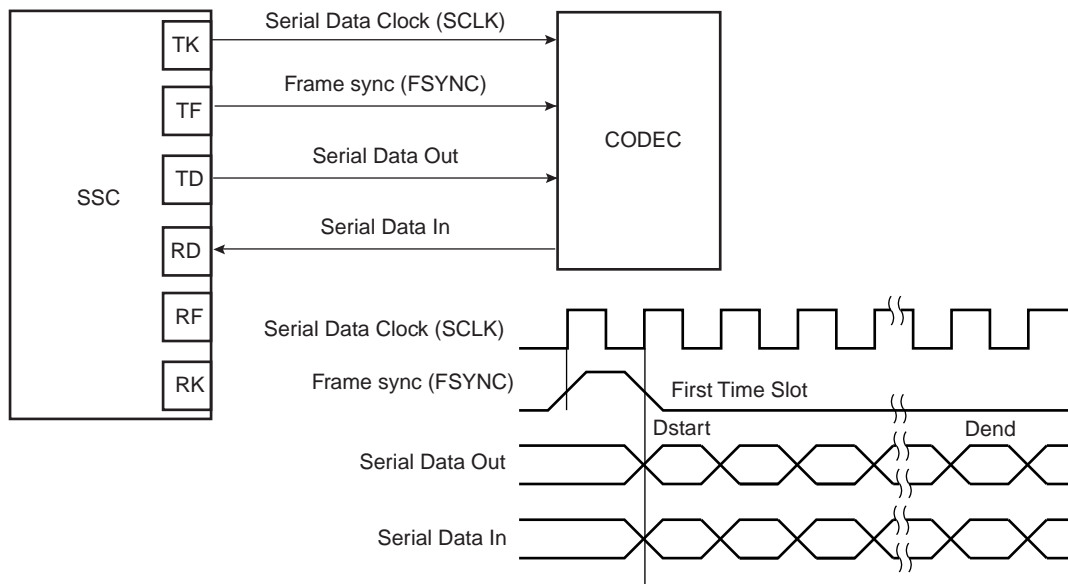 Serial Data Clock (SCLK)
TK
Frame sync (FSYNC)
TF
CODEC
Serial Data Out
TD
SSC
Serial Data In
RD
RF
Serial Data Clock (SCLK)
RK
Frame sync (FSYNC)
First Time Slot
Dstart
Dend
Serial Data Out
Serial Data In